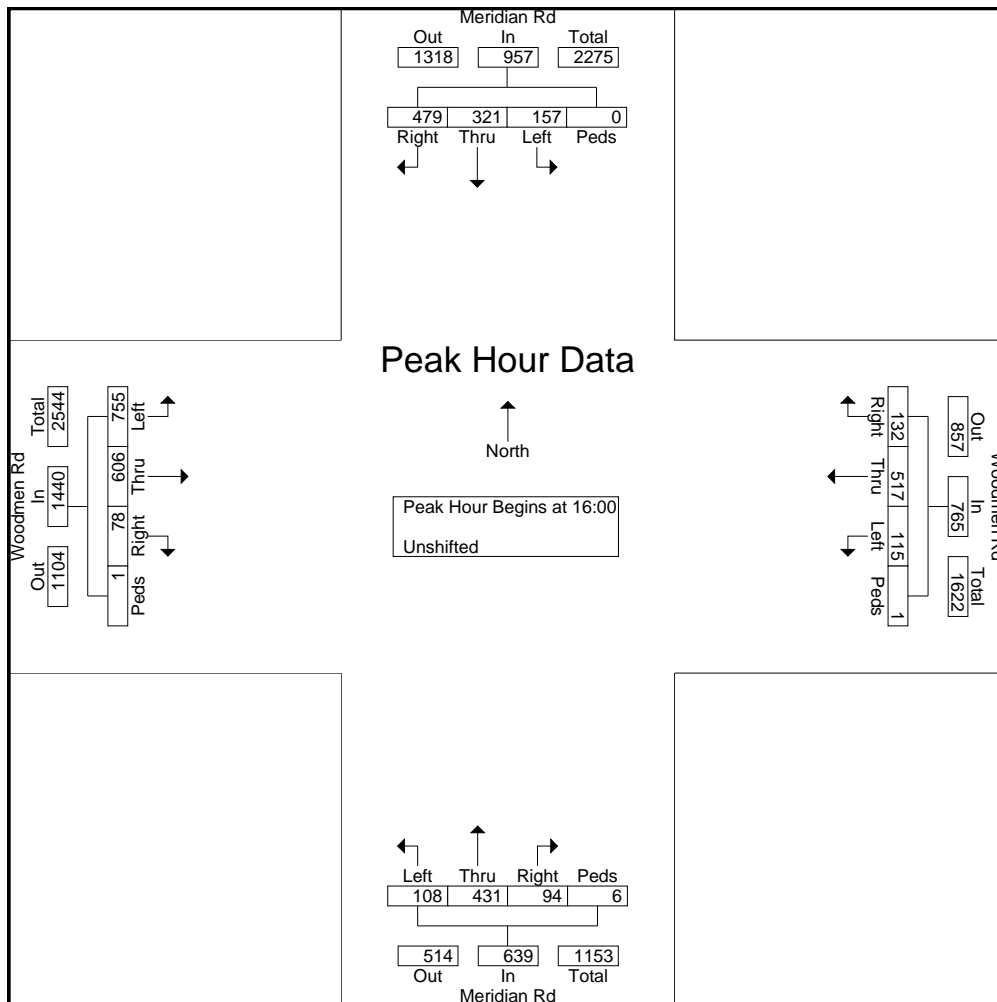 Meridian Rd
Out In Total
1318 957 2275
479 321 157 0
Right Thru Left Peds
Peak Hour Data
North
Peak Hour Begins at 16:00
Unshifted
Woodmen Rd
Total In Out
2544 1440 1104
755 606 78 1
Left Thru Right Peds
Right Thru Left Peds
132 517 115 1
857 765 1622
Out In Total
Woodmen Rd
Left Thru Right Peds
108 431 94 6
514 639 1153
Out In Total
Meridian Rd